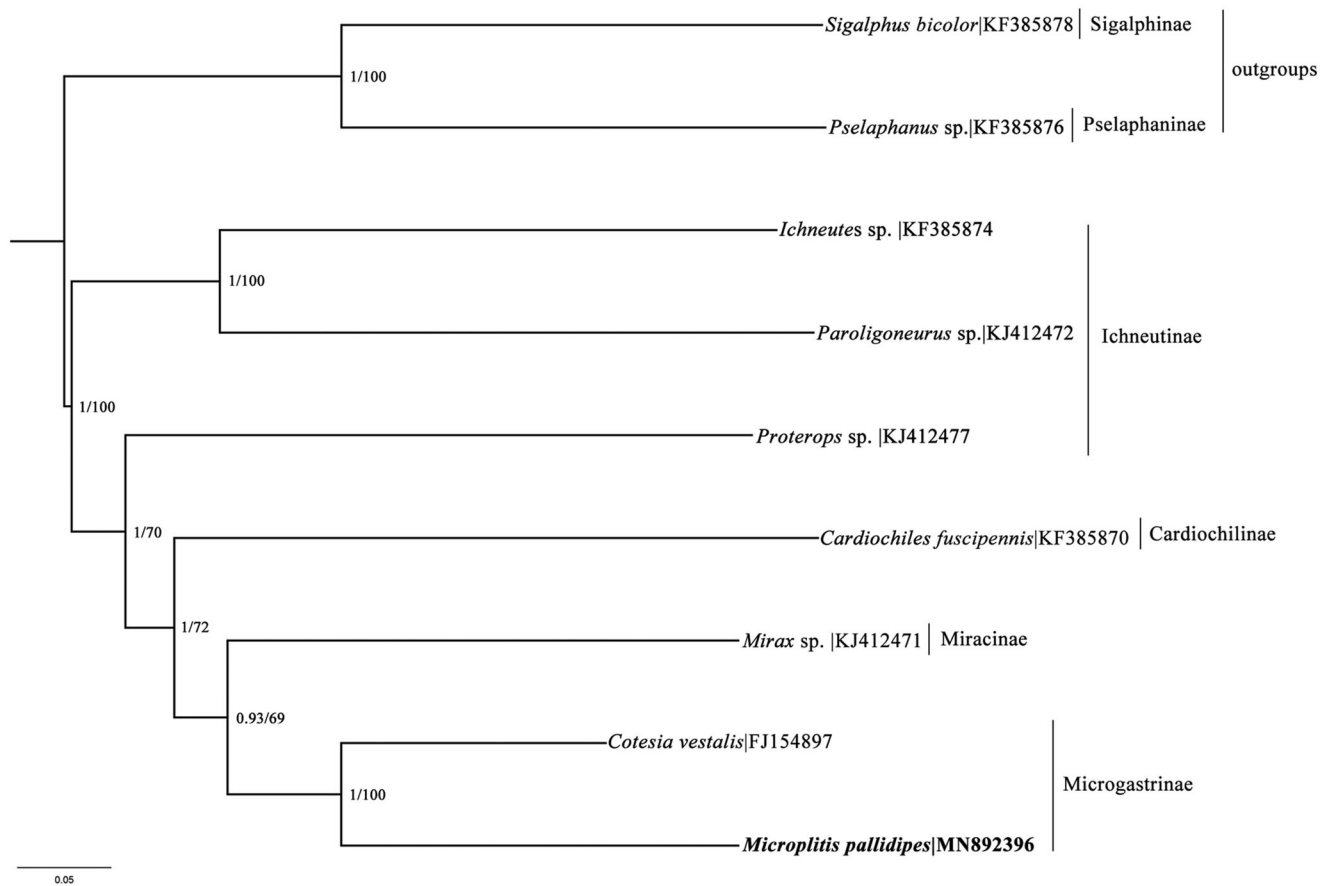 Sigalphus bicolor|KF385878 | Sigalphinae
outgroups
1/100
Pselaphanus sp.|KF385876 | Pselaphaninae
Ichneutes sp. |KF385874
1/100
Paroligoneurus sp.|KJ412472
Ichneutinae
1/100
Proterops sp. |KJ412477
1/70
Cardiochiles fuscipennis|KF385870 | Cardiochilinae
1/72
Mirax sp. |KJ412471 | Miracinae
0.93/69
Cotesia vestalis|FJ154897
Microgastrinae
1/100
Microplitis pallidipes|MN892396
0.05